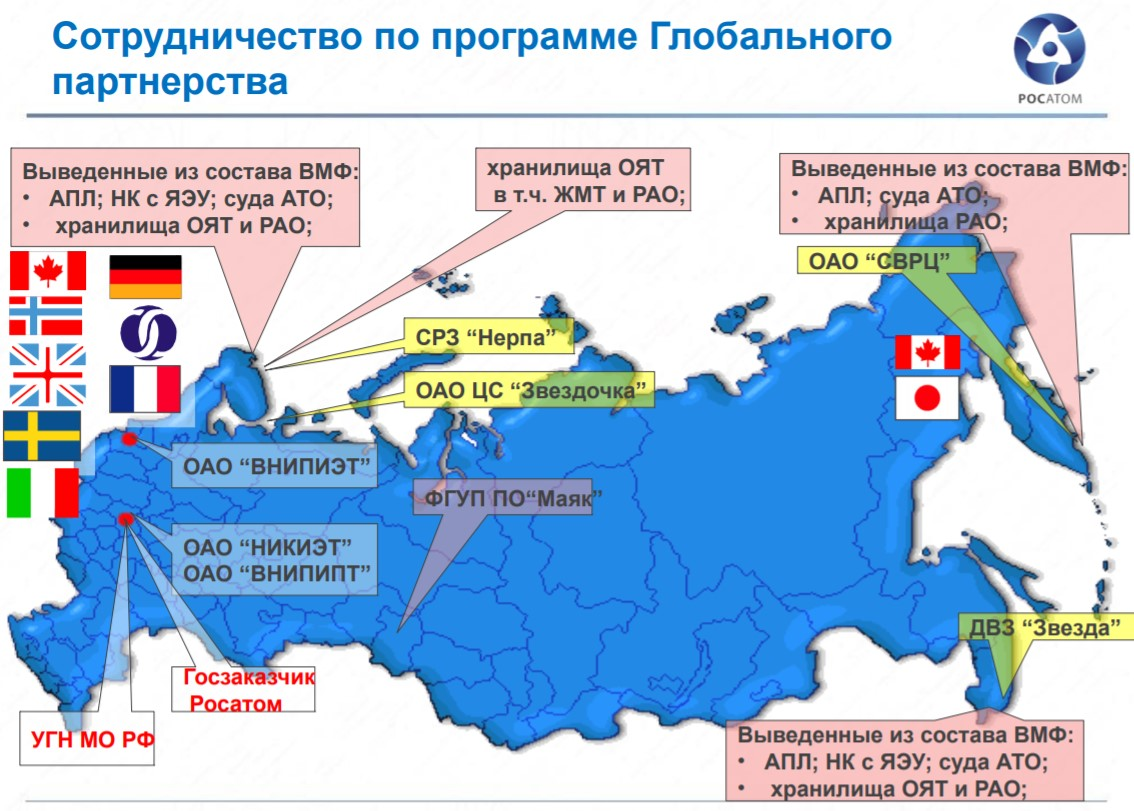 Сотрудничество по программе Глобального
партнерства
РОСАТОМ
Выведенные из состава ВМФ:
• АПЛ; НК с ЯЭУ; суда АТО;
• хранилища ОЯТ и РАО;
хранилища ОЯТ
в т.ч. ЖМТ и РАО;
Выведенные из состава ВМФ:
• АПЛ; суда АТО;
• хранилища РАО;
ОАО “СВРЦ”
СРЗ “Нерпа”
ОАО ЦС “Звездочка”
ОАО “ВНИПИЭТ”
ФГУП ПО“Маяк”
ОАО “НИКИЭТ”
ОАО “ВНИПИПТ”
ДВЗ “Звезда”
Госзаказчик
Росатом
УГН МО РФ
Выведенные из состава ВМФ:
• АПЛ; НК с ЯЭУ; суда АТО;
• хранилища ОЯТ и РАО;